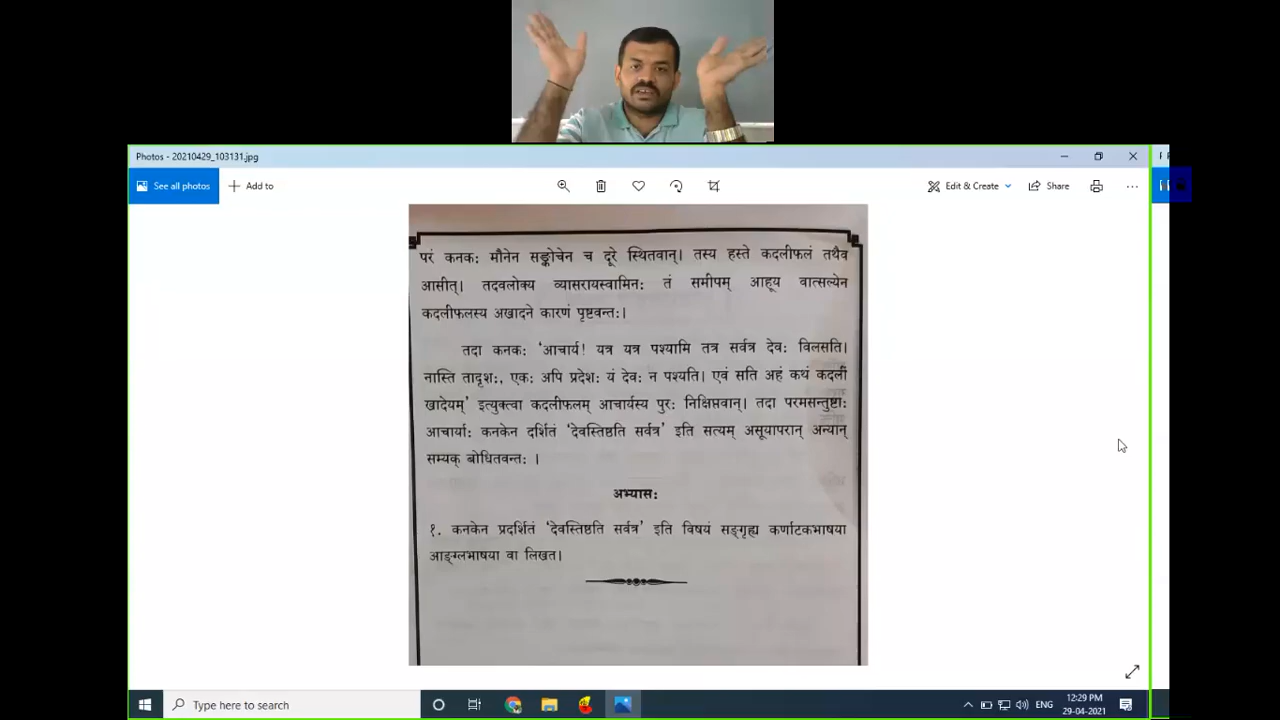 Photos - 20210429_103131.jpg
See all photos
Add to
Edit & Create
Share
परं कनकः मौनेन सङ्कोचेन च दूरे स्थितवान्। तस्य हस्ते कदलीफलं तथैव
आसीत्। तदवलोक्य व्यासरायस्वामिनः तं समीपम् आहूय वात्सल्येन
कदलीफलस्य अखादने कारणं पृष्टवन्तः।
तदा कनकः 'आचार्य! यत्र यत्र पश्यामि तत्र सर्वत्र देवः विलसति।
नास्ति तादृशः, एकः अपि प्रदेशः यं देवः न पश्यति। एवं सति अहं कथं कदलीं
खादेयम्' इत्युक्त्वा कदलीफलम् आचार्यस्य पुरः निक्षिप्तवान्। तदा परमसन्तुष्टाः
आचार्याः कनकेन दर्शितं 'देवस्तिष्ठति सर्वत्र' इति सत्यम् असूयापरान् अन्यान्
सम्यक् बोधितवन्तः ।
अभ्यासः
१. कनकेन प्रदर्शितं 'देवस्तिष्ठति सर्वत्र' इति विषयं सङ्गृह्य कर्णाटकभाषया
आङ्ग्लभाषया वा लिखत।
Type here to search
ENG
12:29 PM
29-04-2021